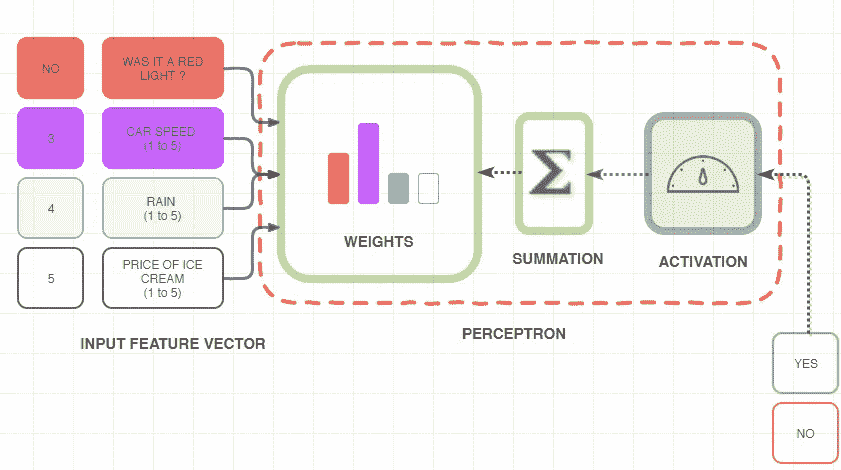 NO
WAS IT A RED
LIGHT ?
3
CAR SPEED
(1 to 5)
4
RAIN
(1 to 5)
5
PRICE OF ICE
CREAM
(1 to 5)
INPUT FEATURE VECTOR
WEIGHTS
Σ
SUMMATION
ACTIVATION
PERCEPTRON
YES
NO